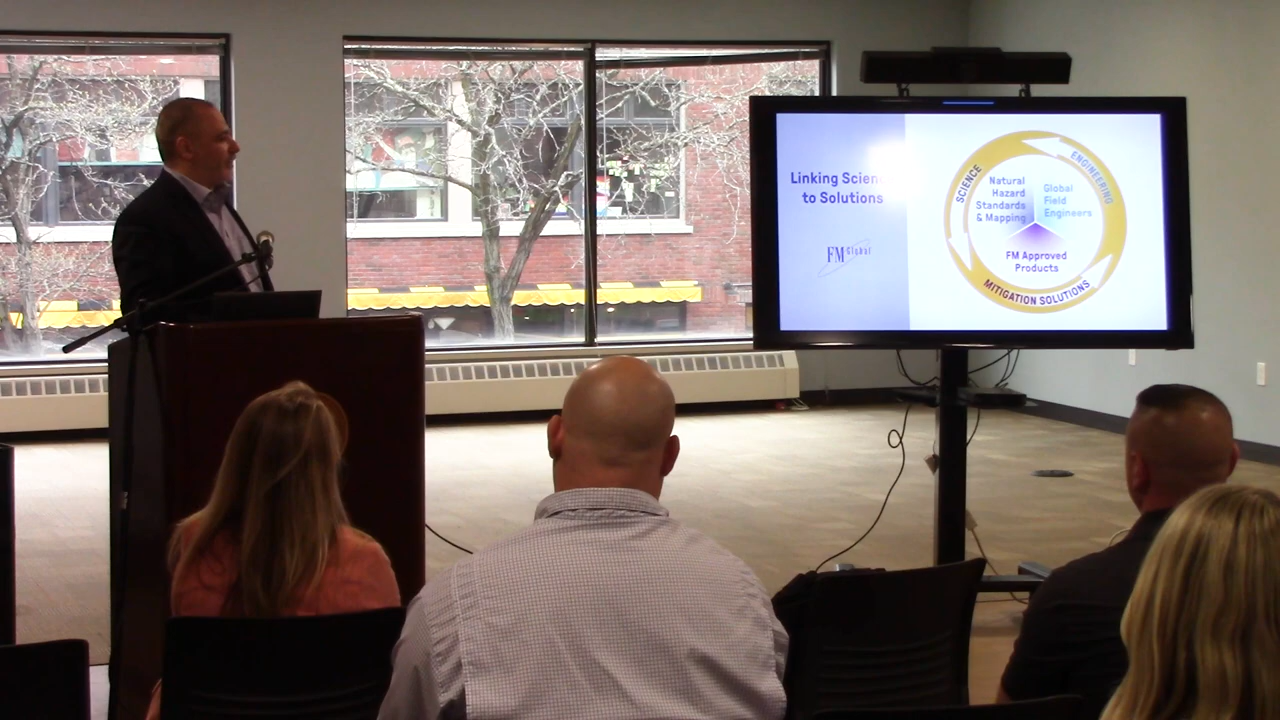 Linking Scien
to Solutions
FM Global
SCIENCE
ENGINEERING
Natural
Hazard
Standards
& Mapping
Global
Field
Engineers
FM Approved
Products
MITIGATION SOLUTIONS